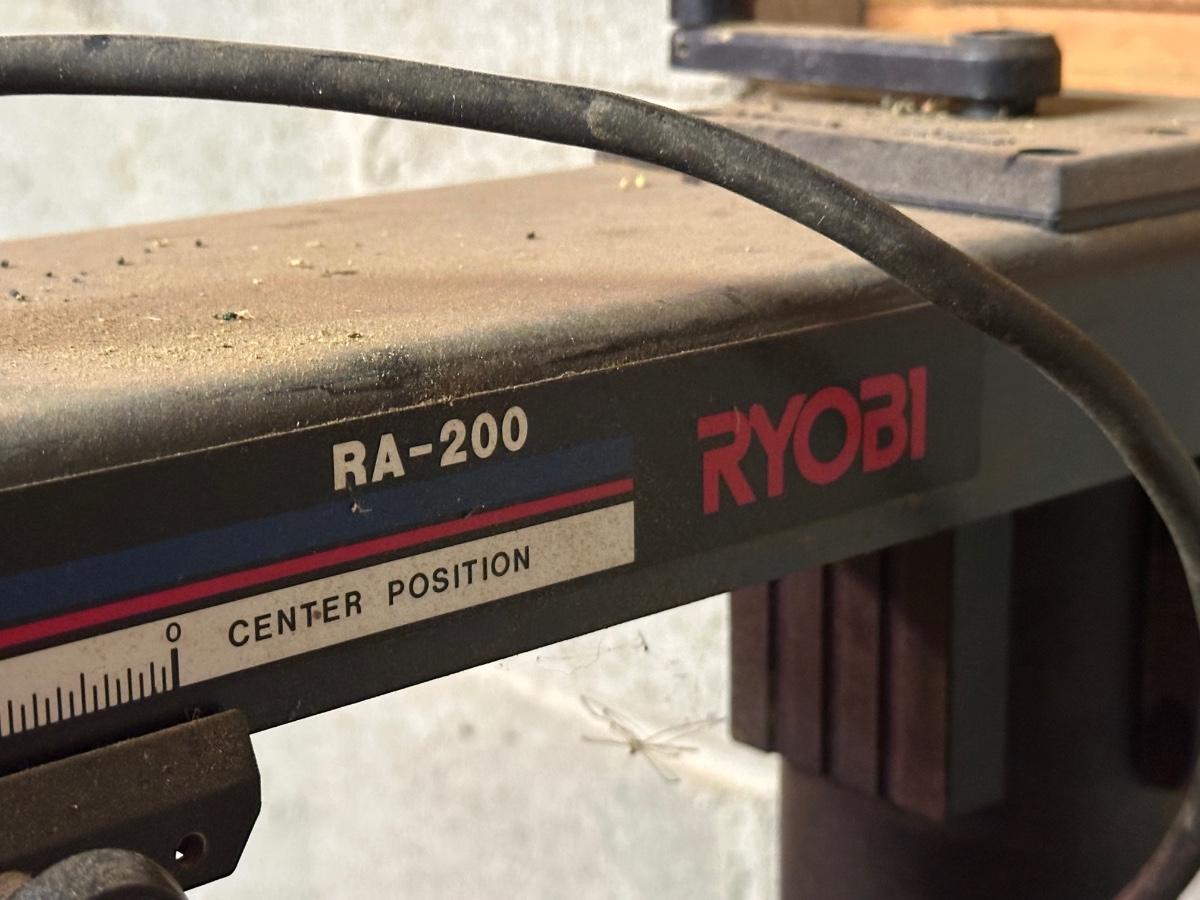 RA-200
RYOBI
CENTER POSITION
0